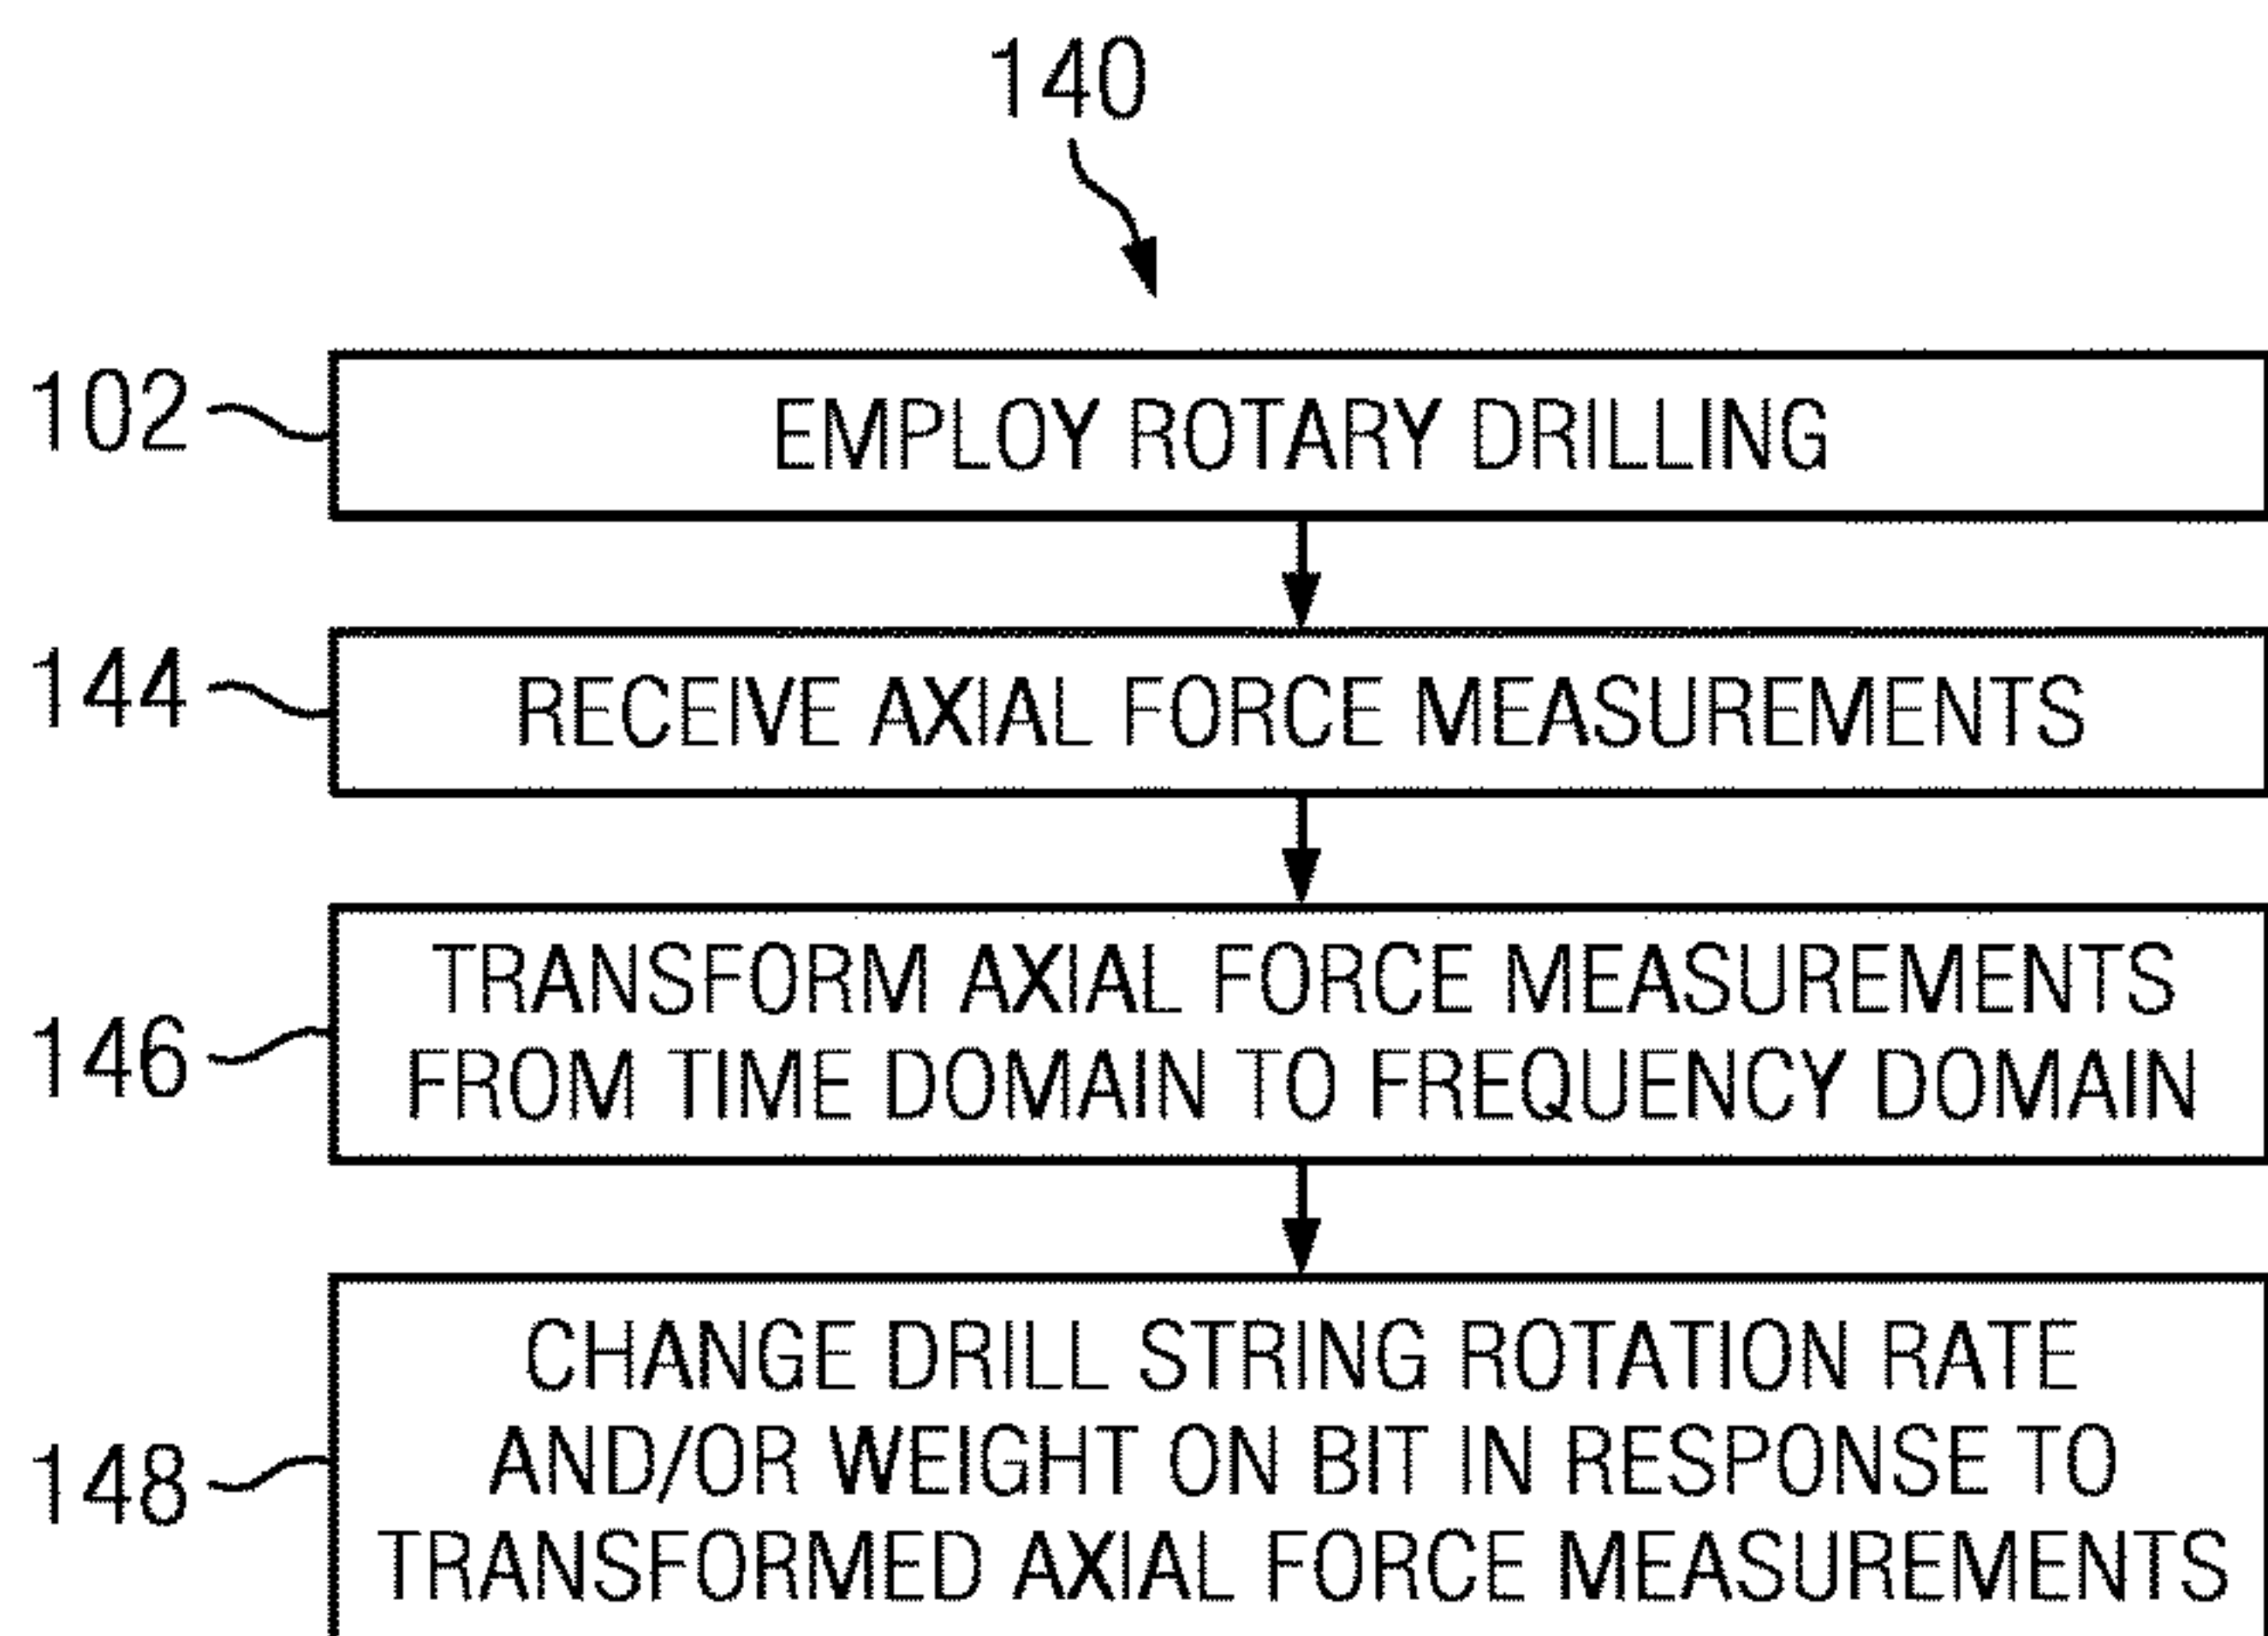 140
102
EMPLOY ROTARY DRILLING
144
RECEIVE AXIAL FORCE MEASUREMENTS
146
TRANSFORM AXIAL FORCE MEASUREMENTS
FROM TIME DOMAIN TO FREQUENCY DOMAIN
148
CHANGE DRILL STRING ROTATION RATE
AND/OR WEIGHT ON BIT IN RESPONSE TO
TRANSFORMED AXIAL FORCE MEASUREMENTS